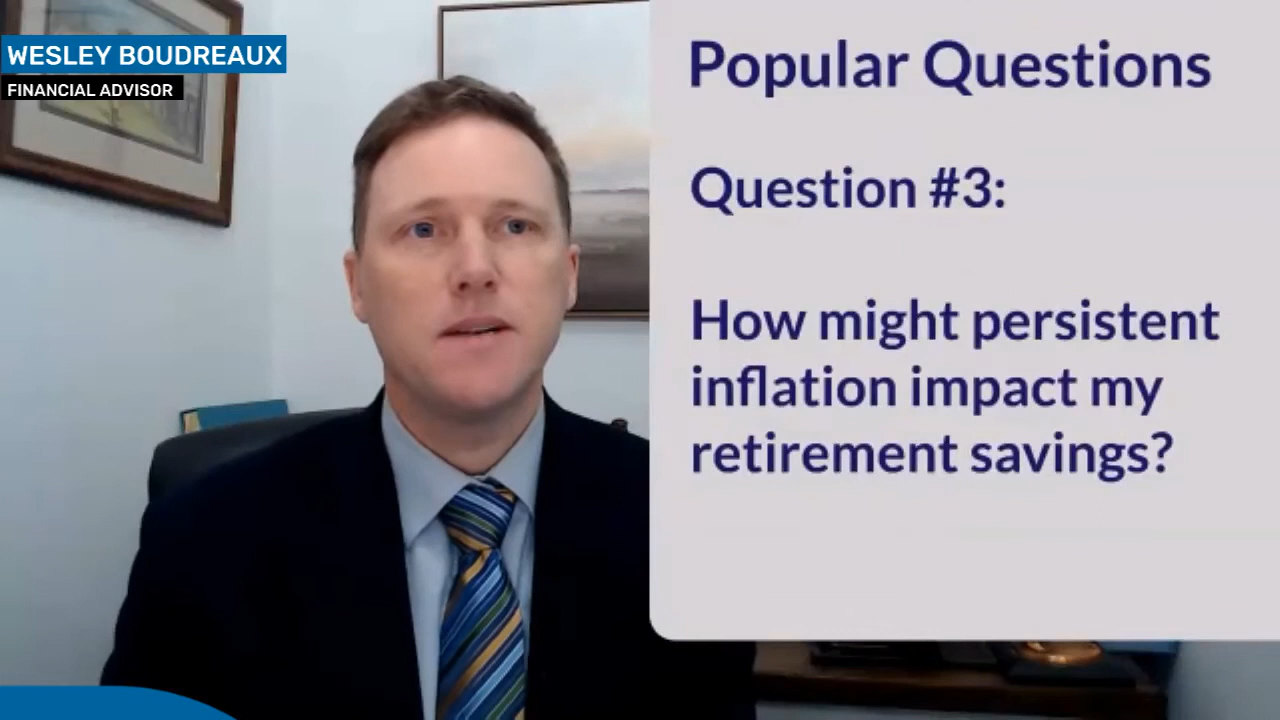 WESLEY BOUDREAUX
FINANCIAL ADVISOR
Popular Questions
Question #3:
How might persistent
inflation impact my
retirement savings?